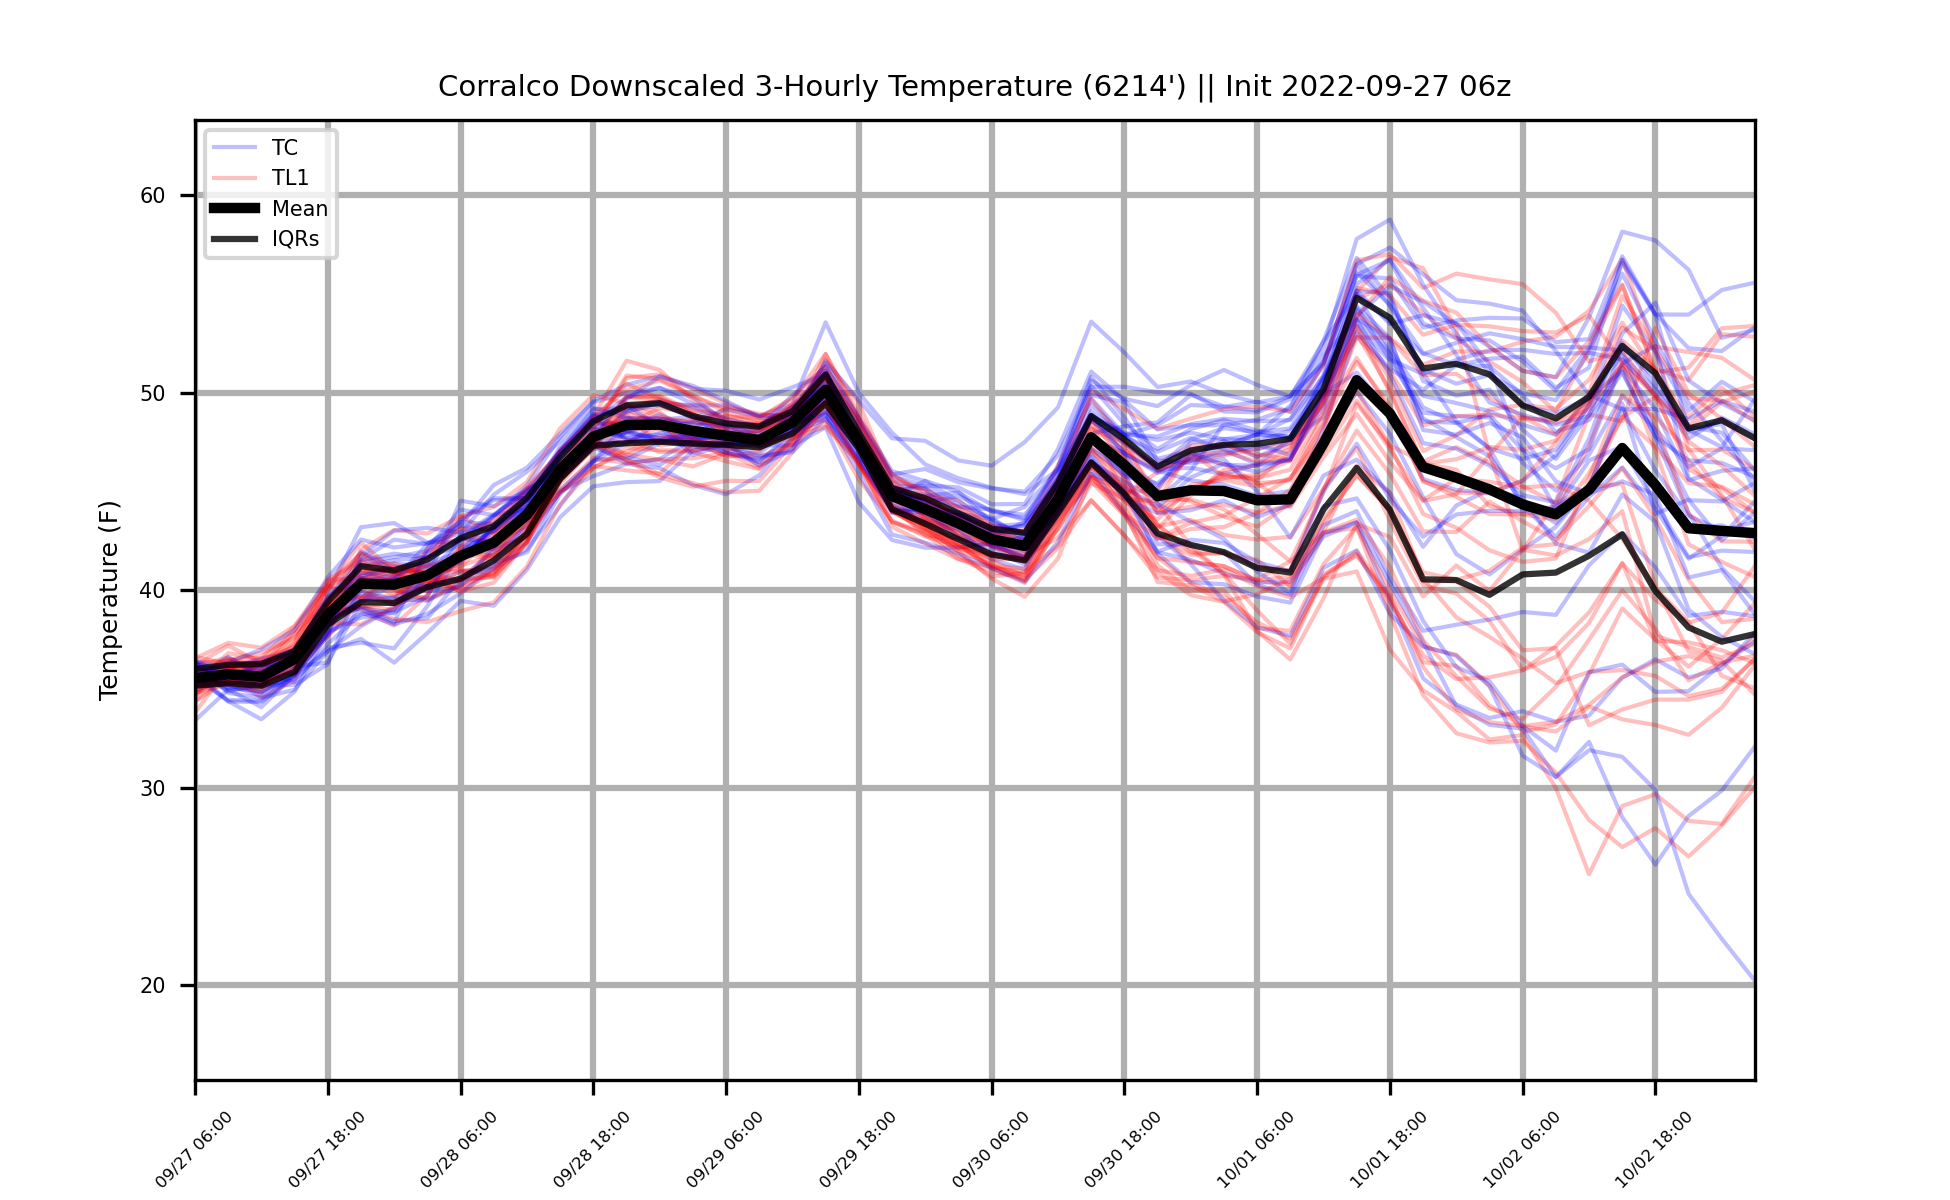 Corralco Downscaled 3-Hourly Temperature (6214') || Init 2022-09-27 06z
TC
TL1
Mean
IQRs
Temperature (F)
60
50
40
30
20
09/27 06:00
09/27 18:00
09/28 06:00
09/28 18:00
09/29 06:00
09/29 18:00
09/30 06:00
09/30 18:00
10/01 06:00
10/01 18:00
10/02 06:00
10/02 18:00